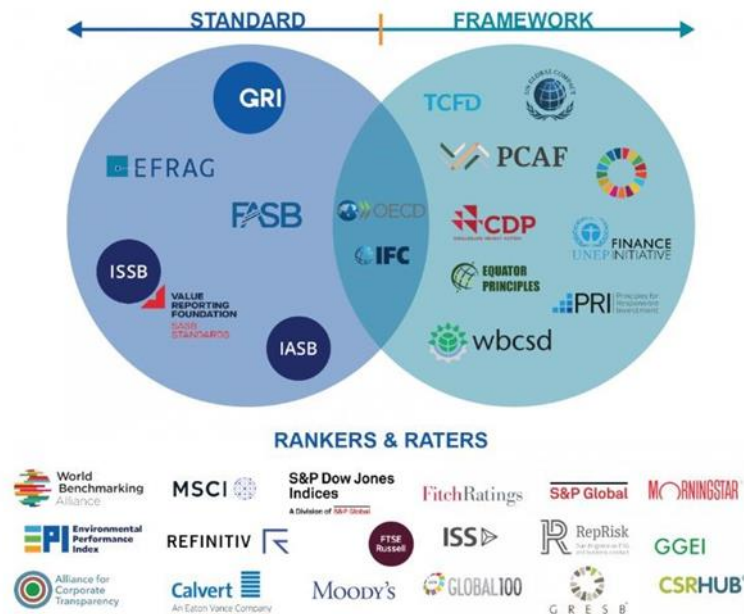 STANDARD
FRAMEWORK
GRI
TCFD
UN GLOBAL COMPACT
PCAF
EFRAG
FASB
OECD
CDP
UNEP
FINANCE
INITIATIVE
IFC
ISSB
EQUATOR
PRINCIPLES
VALUE
REPORTING
FOUNDATION
SASB
STANDARDS
PRI
Principles for
Responsible
Investment
IASB
wbcsd
RANKERS & RATERS
World
Benchmarking
Alliance
MSCI
S&P Dow Jones
Indices
A Division of S&P Global
FitchRatings
S&P Global
MORNINGSTAR
EPI
Environmental
Performance
Index
REFINITIV
FTSE
Russell
ISS
RepRisk
GGEI
Alliance for
Corporate
Transparency
Calvert
An Eaton Vance Company
MOODY'S
GLOBAL100
GRESB
CSRHUB